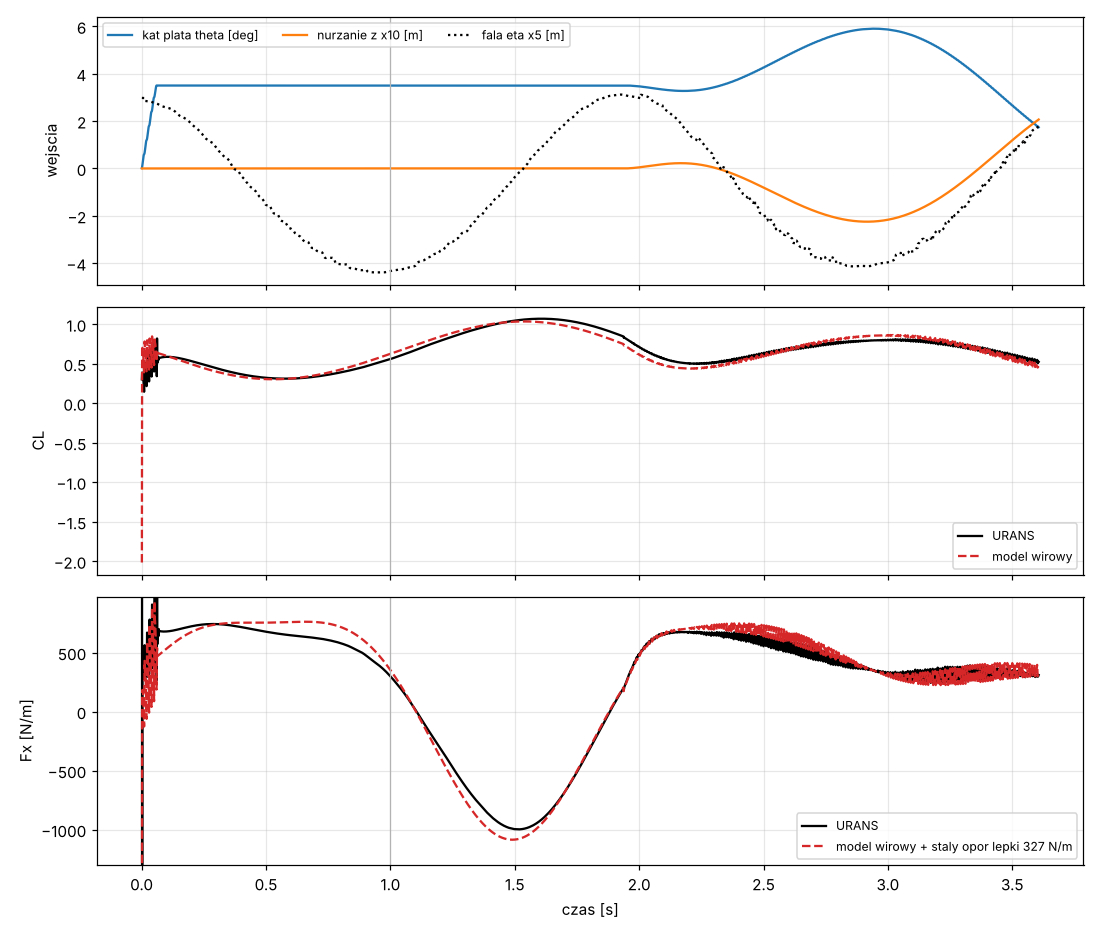 kat plata theta [deg] nurzanie z x10 [m] fala eta x5 [m]
6
4
2
0
−2
−4
wejscia
1.0
0.5
0.0
−0.5
−1.0
−1.5
−2.0
CL
URANS
model wirowy
500
0
−500
−1000
Fx [N/m]
URANS
model wirowy + staly opor lepki 327 N/m
0.0 0.5 1.0 1.5 2.0 2.5 3.0 3.5
czas [s]